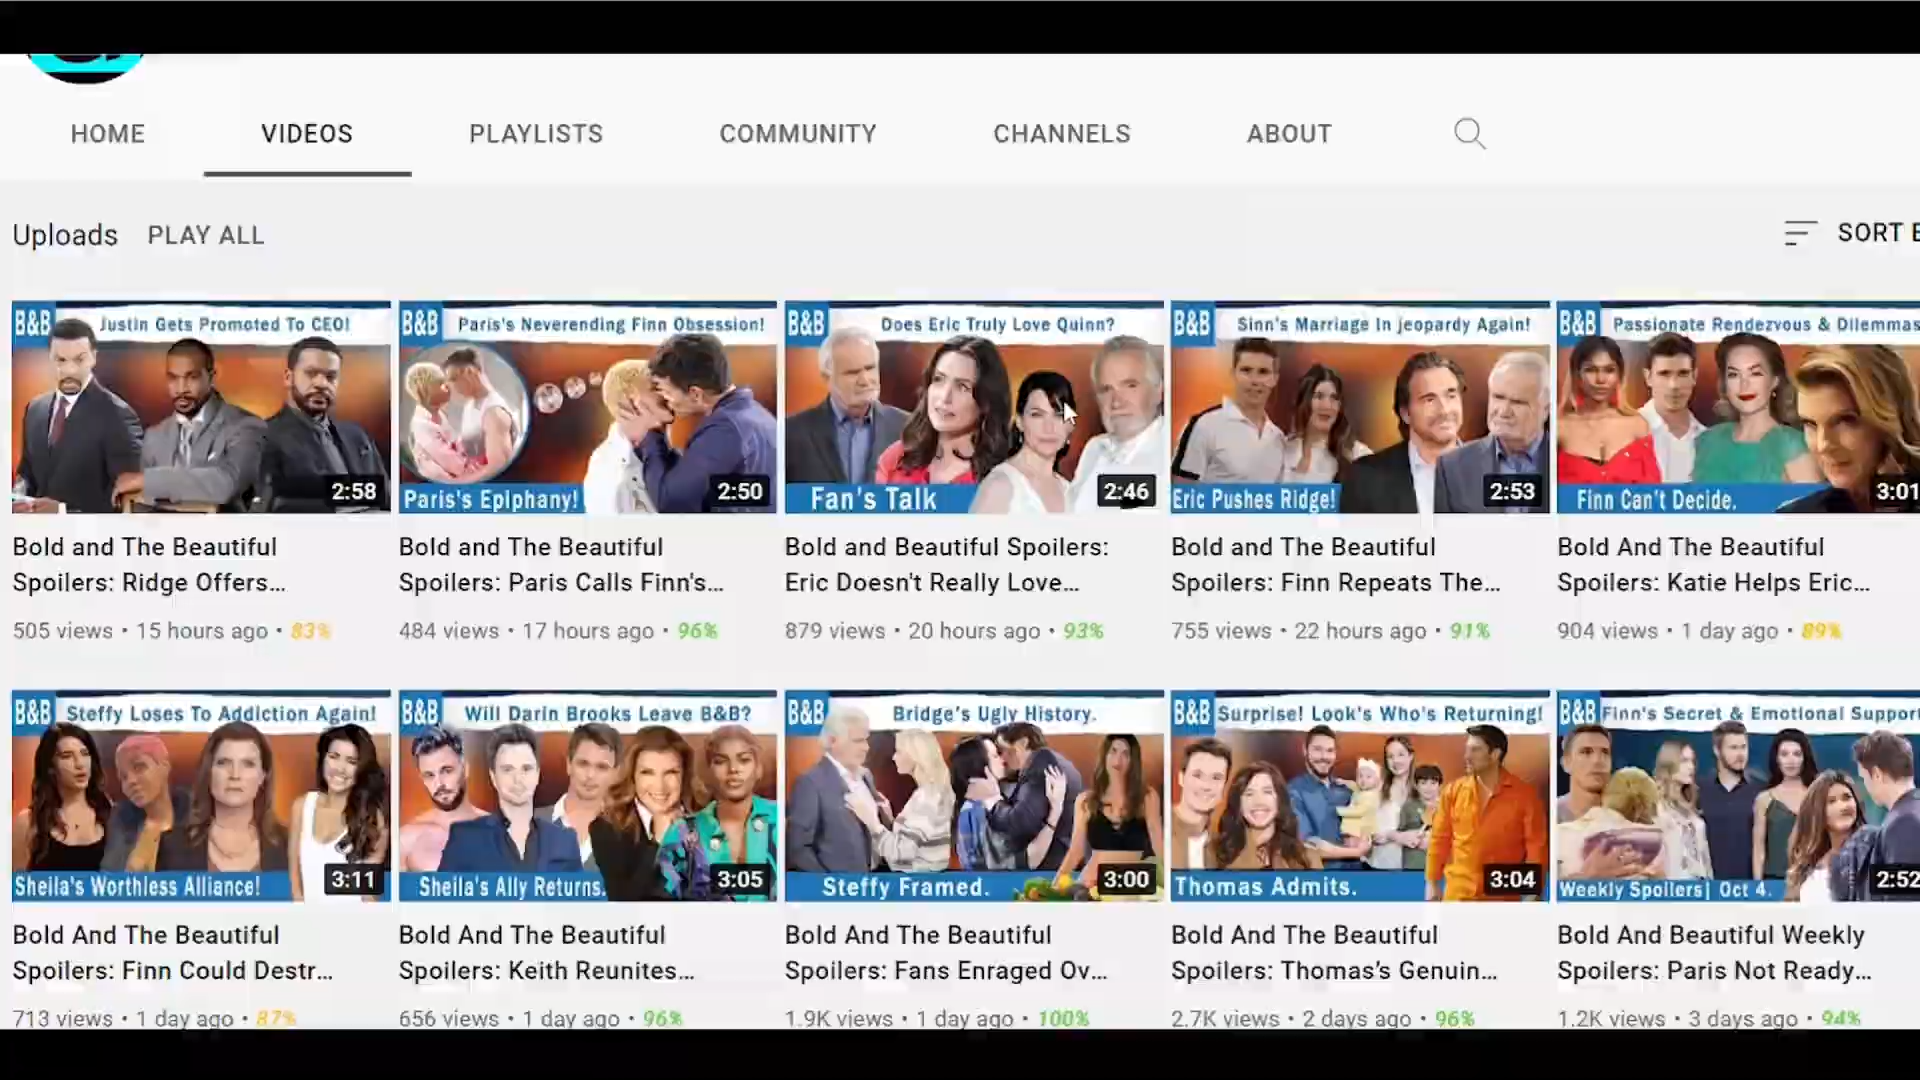 HOME VIDEOS PLAYLISTS COMMUNITY CHANNELS ABOUT
Uploads PLAY ALL
SORT
B&B Justin Gets Promoted To CEO!
2:58
B&B Paris's Neverending Finn Obsession!
Paris's Epiphany!
2:50
B&B Does Eric Truly Love Quinn?
Fan's Talk
2:46
B&B Sinn's Marriage In Jeopardy Again!
Eric Pushes Ridge!
2:53
B&B Passionate Rendezvous & Dilemmas
Finn Can't Decide.
3:01
Bold and The Beautiful
Spoilers: Ridge Offers...
505 views • 15 hours ago • 83%
Bold and The Beautiful
Spoilers: Paris Calls Finn's...
484 views • 17 hours ago • 96%
Bold and Beautiful Spoilers:
Eric Doesn't Really Love...
879 views • 20 hours ago • 93%
Bold and The Beautiful
Spoilers: Finn Repeats The...
755 views • 22 hours ago • 91%
Bold And The Beautiful
Spoilers: Katie Helps Eric...
904 views • 1 day ago • 89%
B&B Steffy Loses To Addiction Again!
Sheila's Worthless Alliance!
3:11
B&B Will Darin Brooks Leave B&B?
Sheila's Ally Returns.
3:05
B&B Bridge's Ugly History.
Steffy Framed.
3:00
B&B Surprise! Look's Who's Returning!
Thomas Admits.
3:04
B&B Finn's Secret & Emotional Support
Weekly Spoilers| Oct 4.
2:52
Bold And The Beautiful
Spoilers: Finn Could Destr...
713 views • 1 day ago • 87%
Bold And The Beautiful
Spoilers: Keith Reunites...
656 views • 1 day ago • 96%
Bold And The Beautiful
Spoilers: Fans Enraged Ov...
1.9K views • 1 day ago • 100%
Bold And The Beautiful
Spoilers: Thomas's Genuin...
2.7K views • 2 days ago • 96%
Bold And Beautiful Weekly
Spoilers: Paris Not Ready...
1.2K views • 3 days ago • 94%